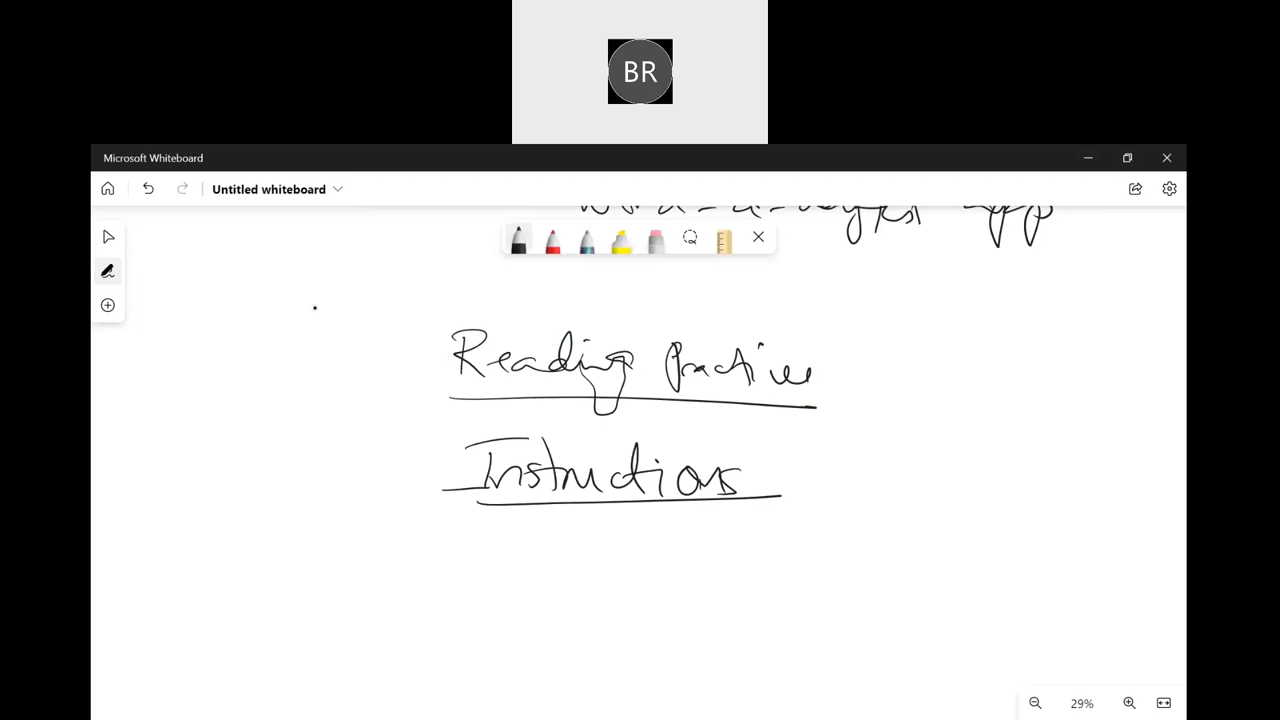 BR
Microsoft Whiteboard
Untitled whiteboard
Reading Practice
Instructions
29%